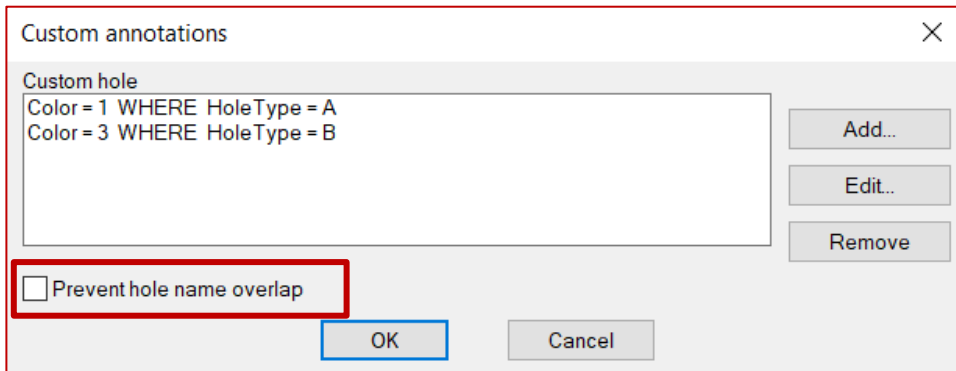 Custom annotations
Custom hole
Color = 1 WHERE HoleType = A
Color = 3 WHERE HoleType = B
Add...
Edit...
Remove
Prevent hole name overlap
OK
Cancel